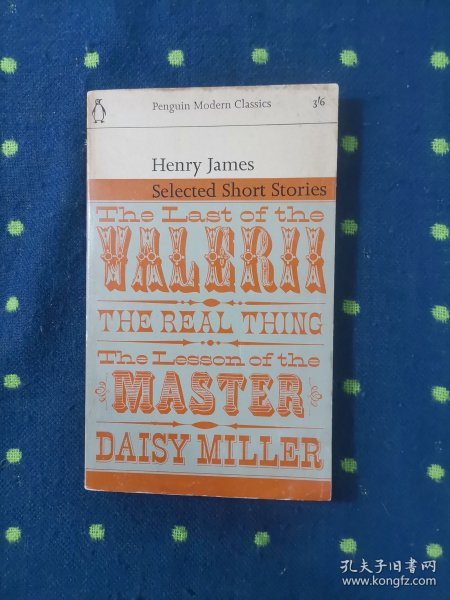 Penguin Modern Classics 3/6
Henry James
Selected Short Stories
The Last of the
VALERII
THE REAL THING
The Lesson of the
MASTER
DAISY MILLER
孔夫子旧书网
www.kongfz.com